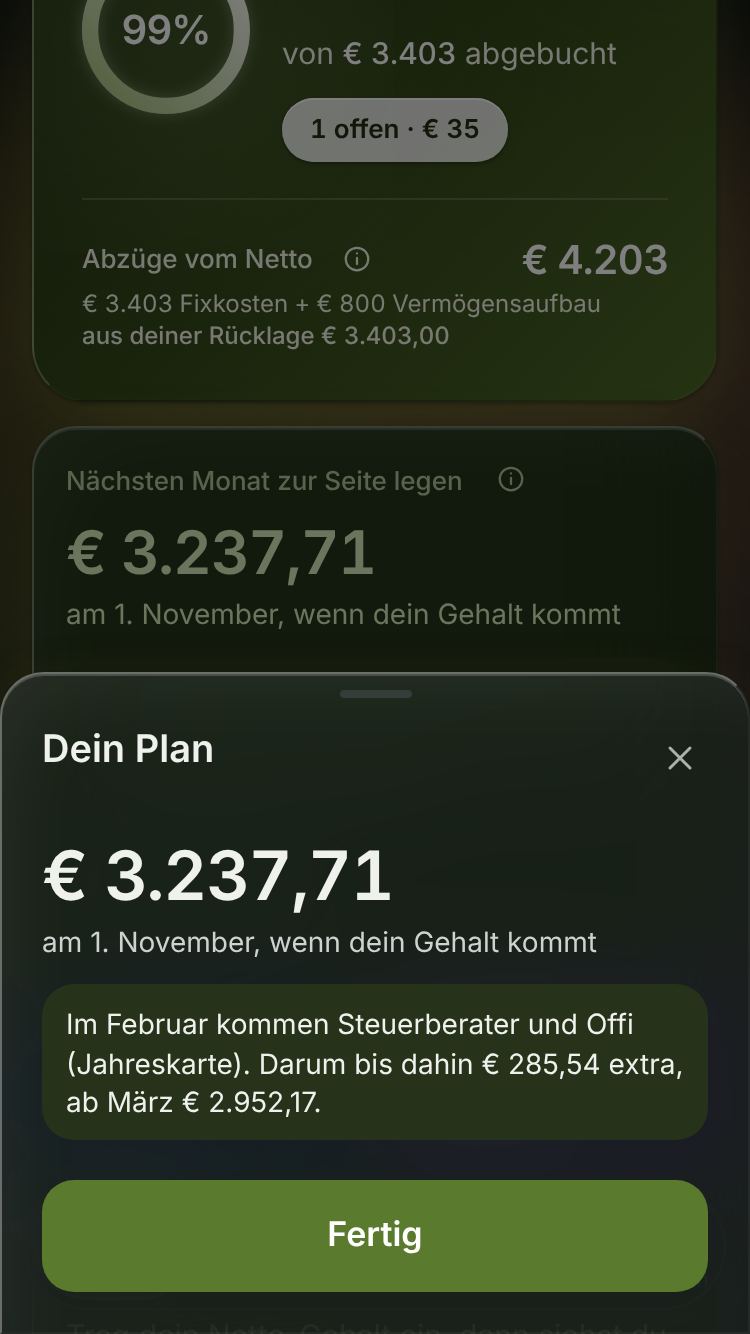 99%
von € 3.403 abgebucht
1 offen · € 35
Abzüge vom Netto
€ 4.203
€ 3.403 Fixkosten + € 800 Vermögensaufbau
aus deiner Rücklage € 3.403,00
Nächsten Monat zur Seite legen
€ 3.237,71
am 1. November, wenn dein Gehalt kommt
Dein Plan
€ 3.237,71
am 1. November, wenn dein Gehalt kommt
Im Februar kommen Steuerberater und Offi
(Jahreskarte). Darum bis dahin € 285,54 extra,
ab März € 2.952,17.
Fertig